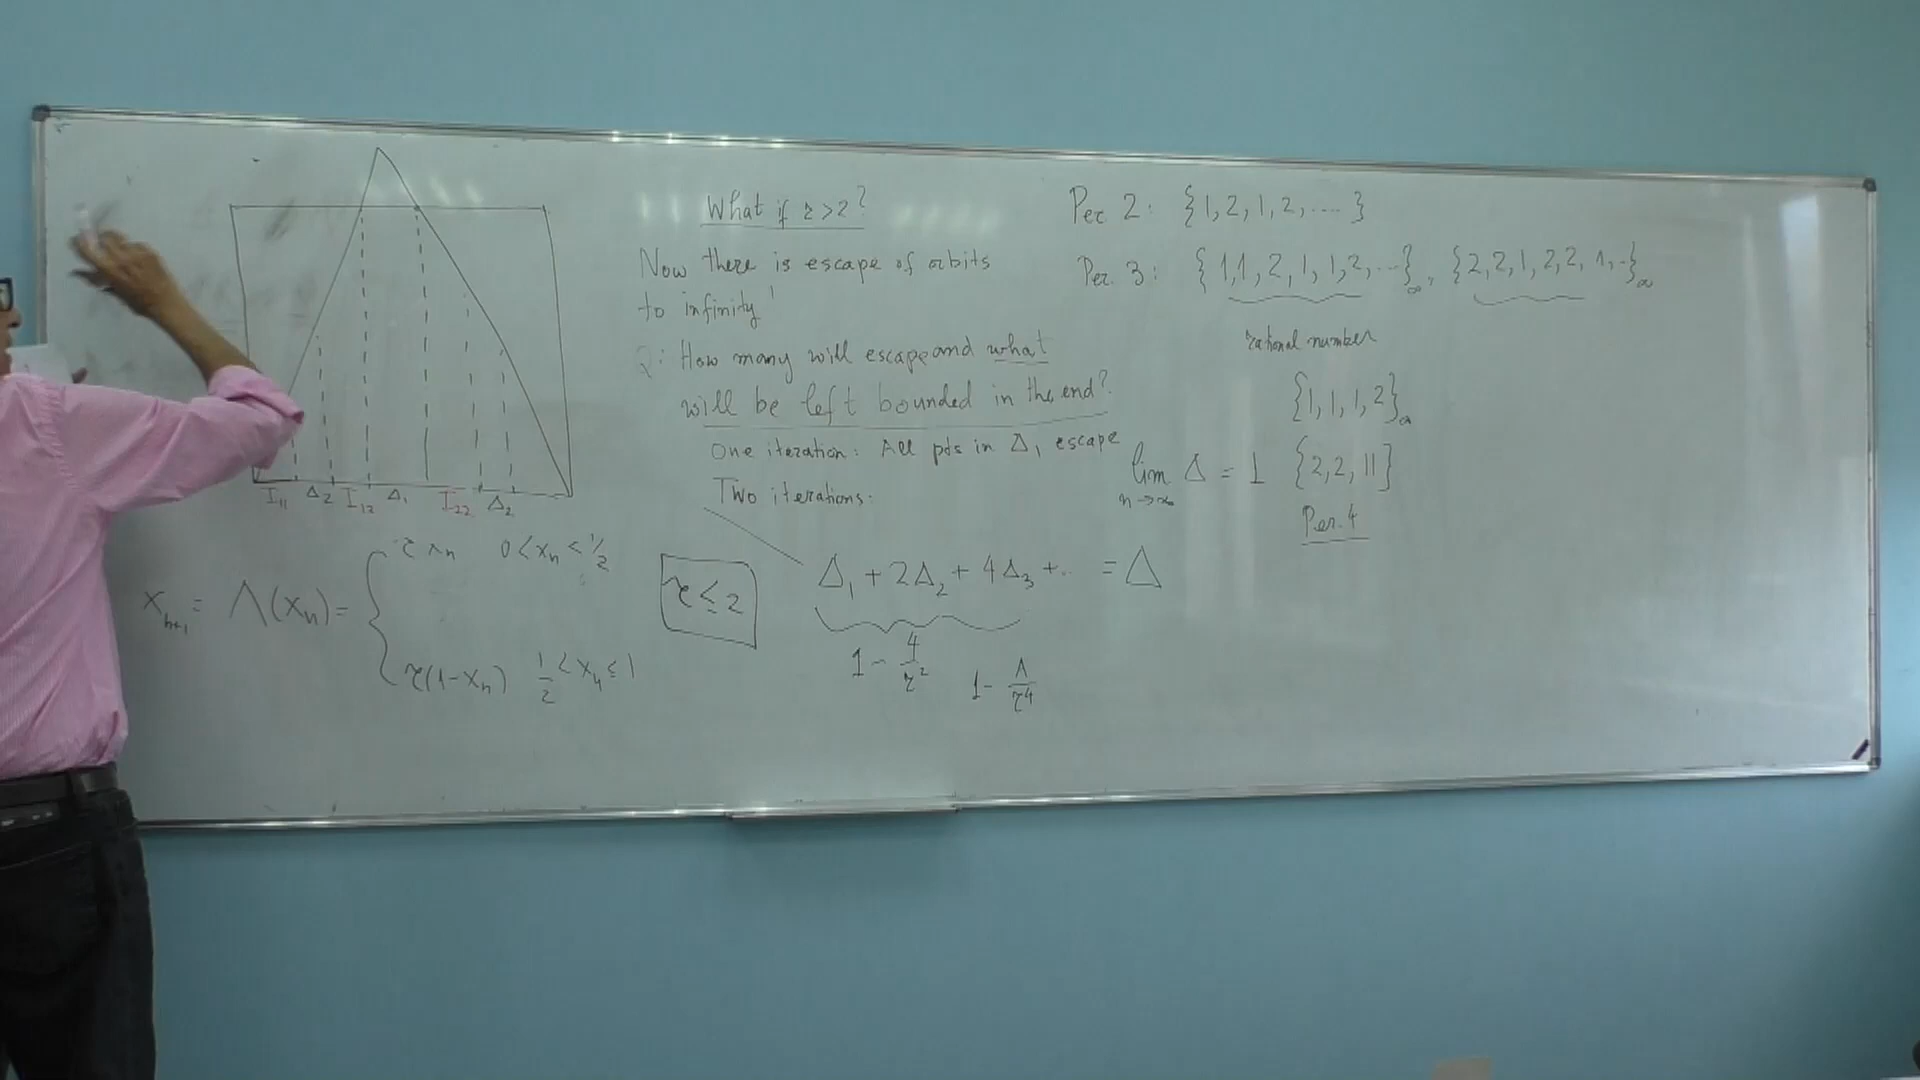 What if r>2?
Now there is escape of orbits
to infinity!
Q: How many will escape and what
will be left bounded in the end?
One iteration: All pts in Δ₁ escape
Two iterations:
I₁₁ Δ₂ I₁₂ Δ₁ I₂₂ Δ₂
xₙ₊₁ = Λ(xₙ) = { r xₙ 0<xₙ<1/2
r(1-xₙ) 1/2<xₙ≤1
r≤2
Δ₁ + 2Δ₂ + 4Δ₃ + .. = Δ
1 - 4/r² 1 - Λ/r⁴
Per 2: {1,2,1,2,....}
Per. 3: {1,1,2,1,1,2,...}∞, {2,2,1,2,2,1,..}∞
rational number
{1,1,1,2}∞
lim n→∞ Δ = 1 {2,2,11}
Per. 4